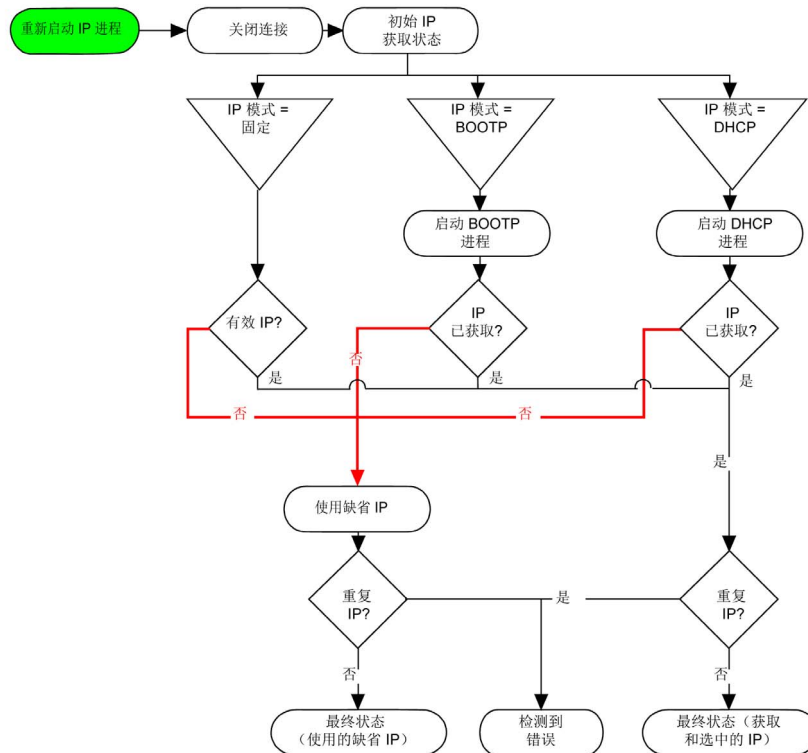 重新启动 IP 进程
关闭连接
初始 IP
获取状态
IP 模式 =
固定
IP 模式 =
BOOTP
IP 模式 =
DHCP
启动 BOOTP
进程
启动 DHCP
进程
有效 IP?
IP
已获取?
IP
已获取?
否
是
是
是
否
否
是
使用缺省 IP
重复
IP?
是
重复
IP?
否
否
最终状态
（使用的缺省 IP）
检测到
错误
最终状态（获取
和选中的 IP）